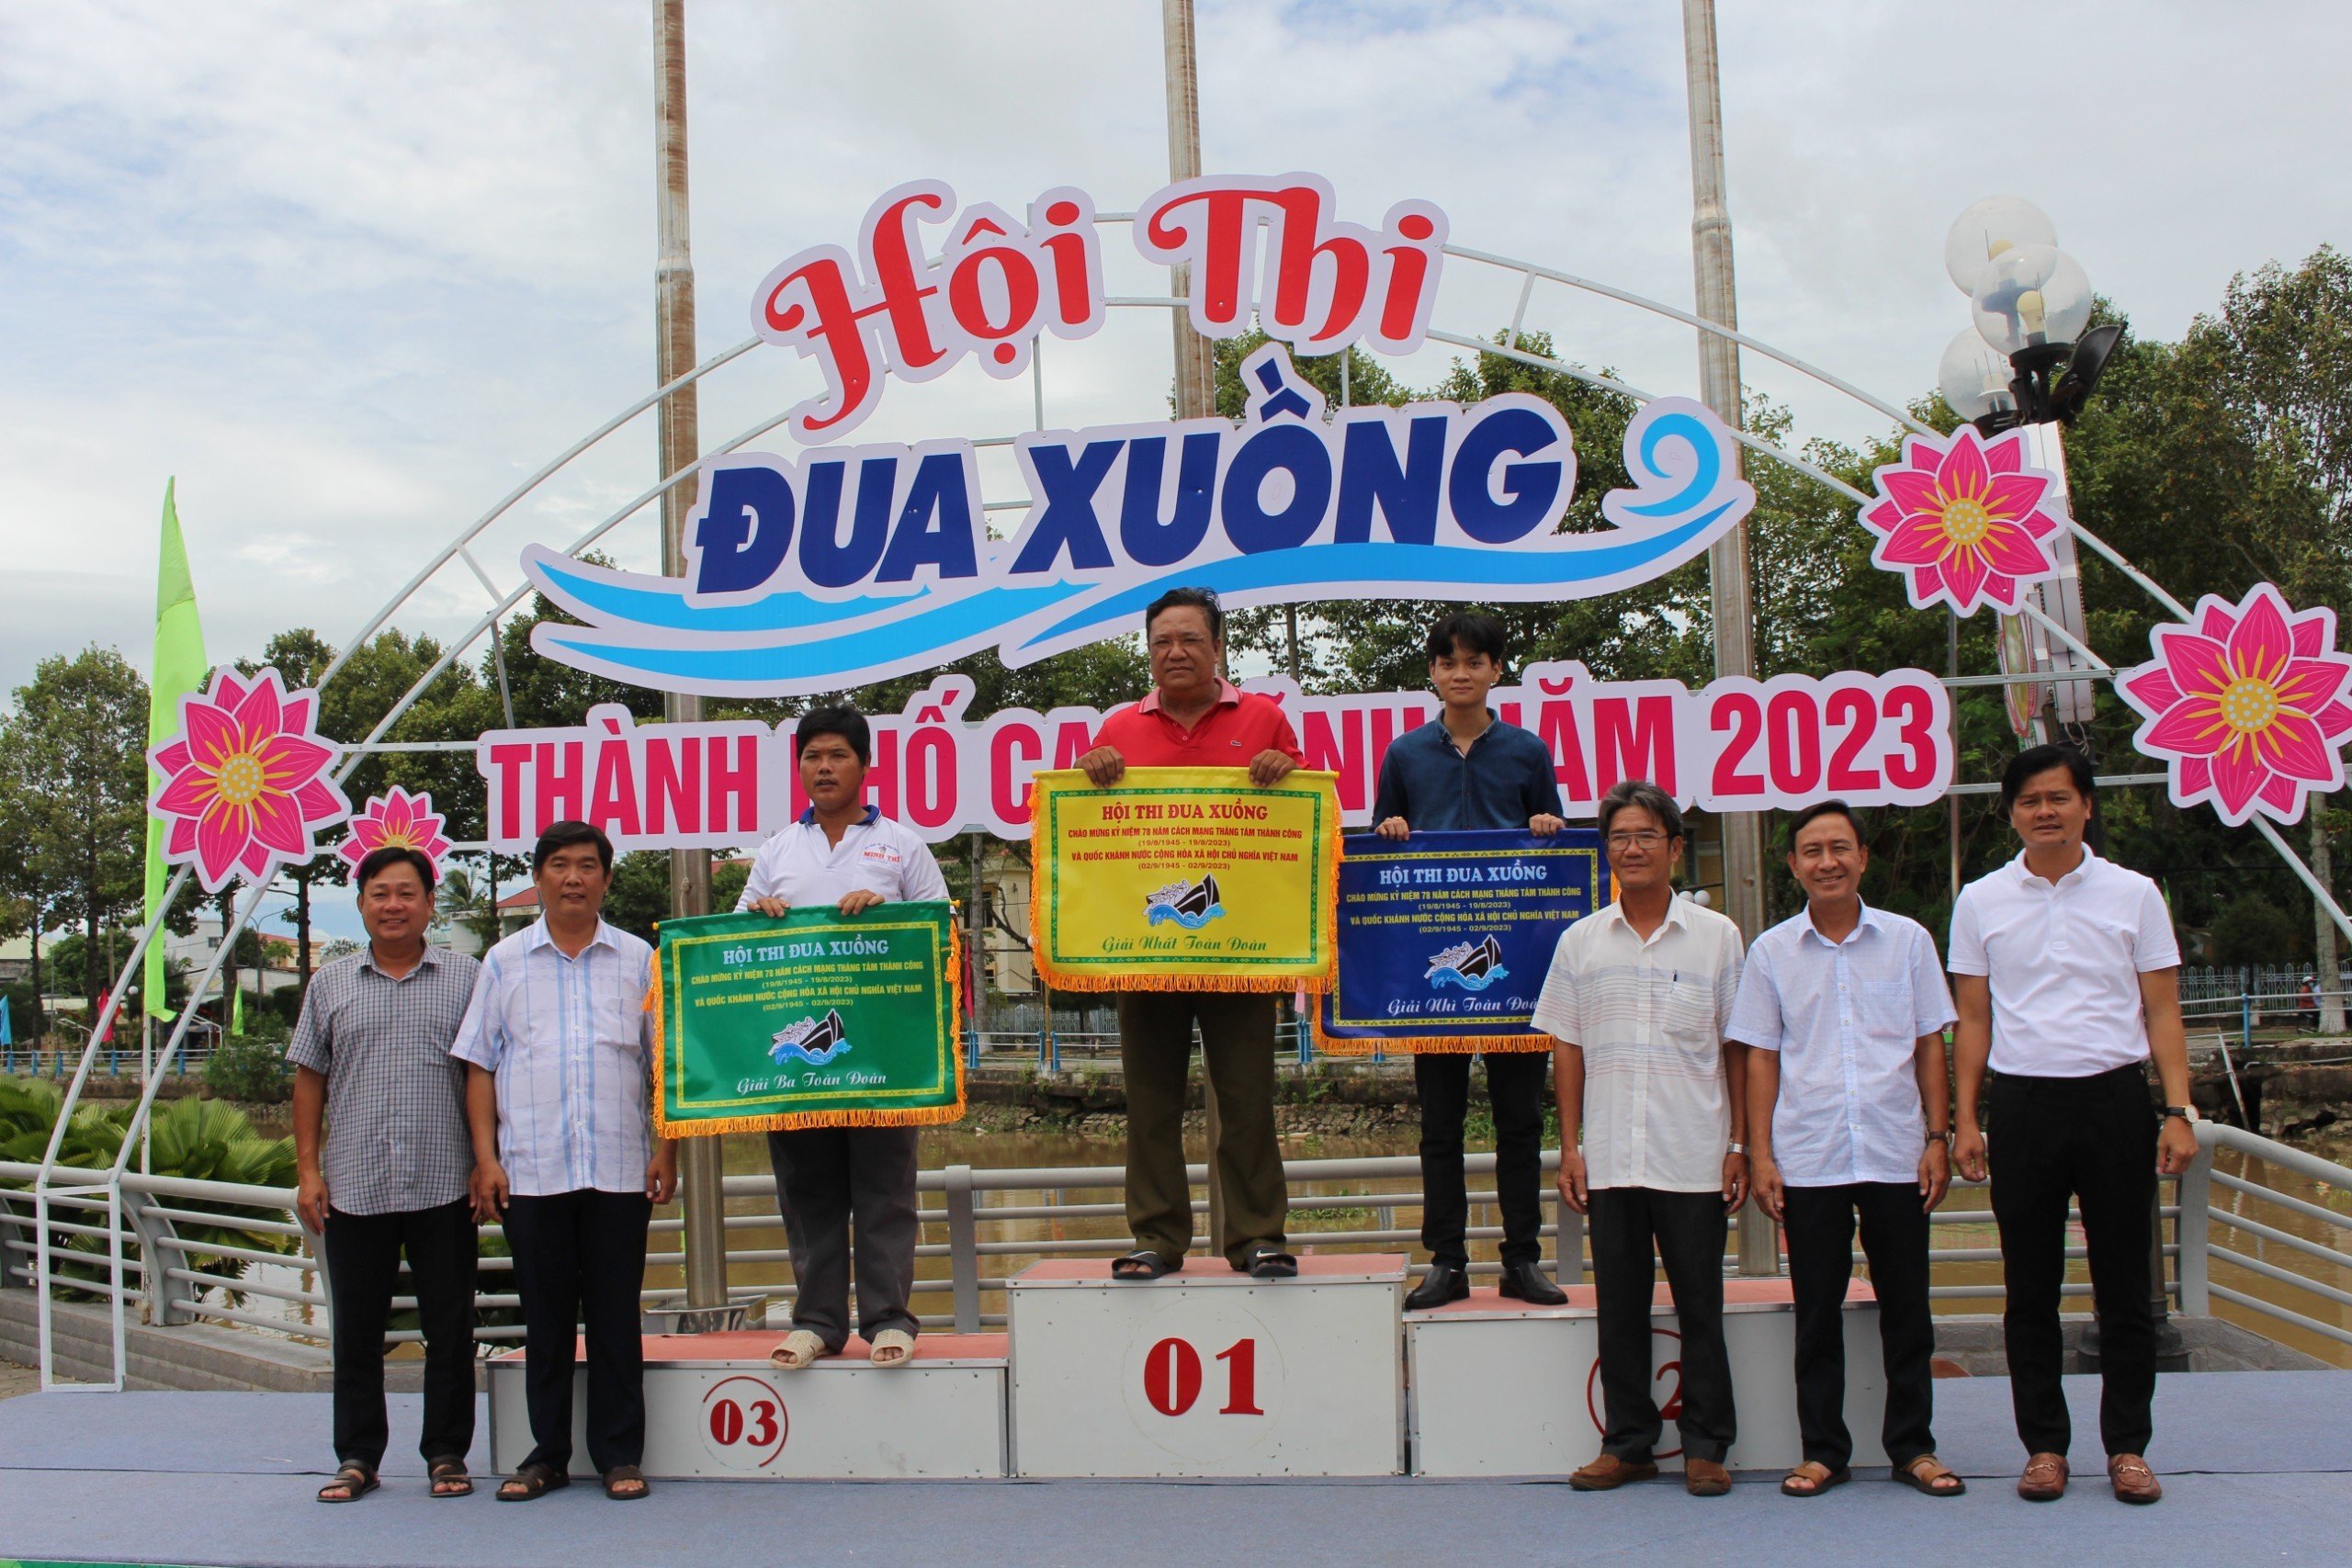 Hội Thi
ĐUA XUỒNG
THÀNH PHỐ CAO LÃNH NĂM 2023
MINH TRÍ
HỘI THI ĐUA XUỒNG
CHÀO MỪNG KỶ NIỆM 78 NĂM CÁCH MẠNG THÁNG TÁM THÀNH CÔNG
(19/8/1945 - 19/8/2023)
VÀ QUỐC KHÁNH NƯỚC CỘNG HÒA XÃ HỘI CHỦ NGHĨA VIỆT NAM
(02/9/1945 - 02/9/2023)
Giải Ba Toàn Đoàn
HỘI THI ĐUA XUỒNG
CHÀO MỪNG KỶ NIỆM 78 NĂM CÁCH MẠNG THÁNG TÁM THÀNH CÔNG
(19/8/1945 - 19/8/2023)
VÀ QUỐC KHÁNH NƯỚC CỘNG HÒA XÃ HỘI CHỦ NGHĨA VIỆT NAM
(02/9/1945 - 02/9/2023)
Giải Nhất Toàn Đoàn
HỘI THI ĐUA XUỒNG
CHÀO MỪNG KỶ NIỆM 78 NĂM CÁCH MẠNG THÁNG TÁM THÀNH CÔNG
(19/8/1945 - 19/8/2023)
VÀ QUỐC KHÁNH NƯỚC CỘNG HÒA XÃ HỘI CHỦ NGHĨA VIỆT NAM
(02/9/1945 - 02/9/2023)
Giải Nhì Toàn Đoàn
03
01
02